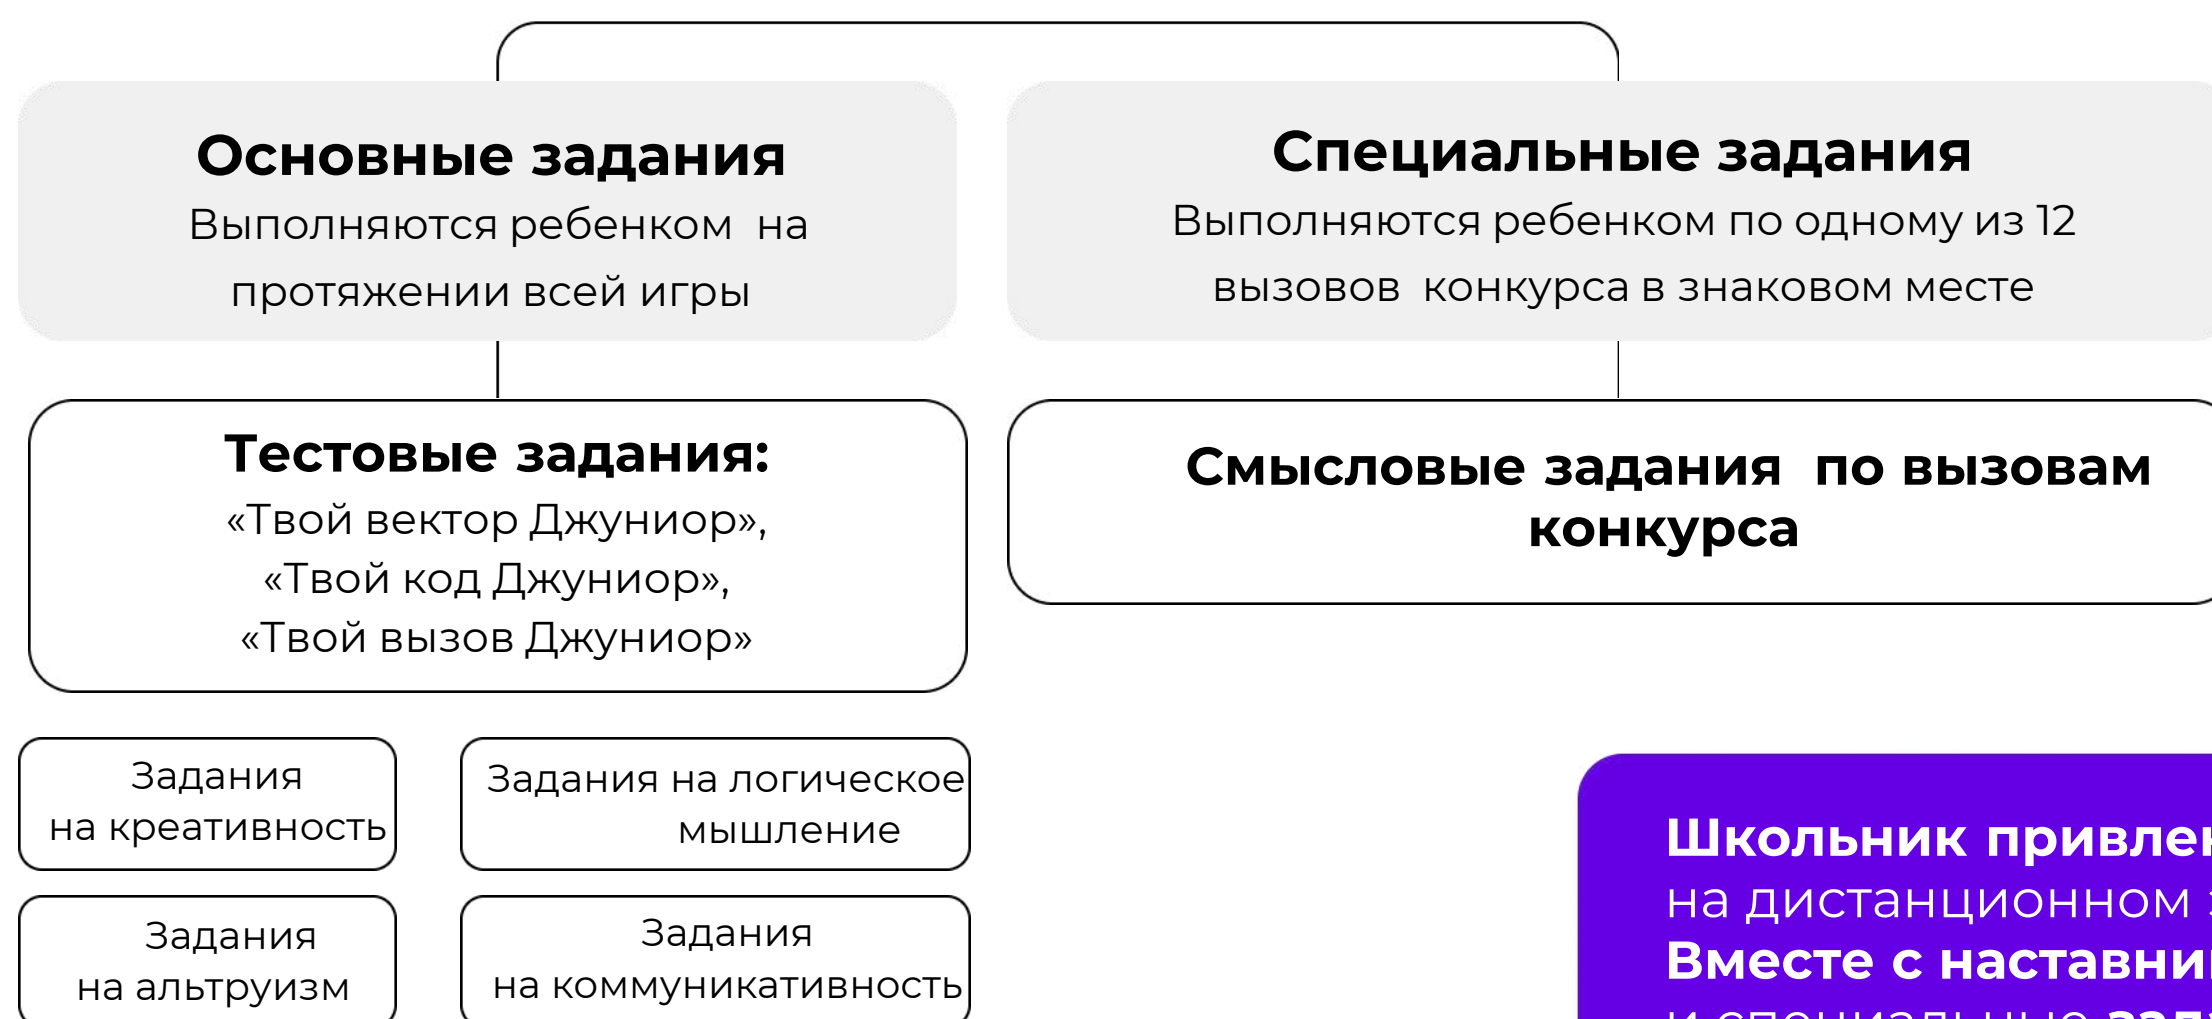 Основные задания
Выполняются ребенком на
протяжении всей игры
Специальные задания
Выполняются ребенком по одному из 12
вызовов конкурса в знаковом месте
Тестовые задания:
«Твой вектор Джуниор»,
«Твой код Джуниор»,
«Твой вызов Джуниор»
Смысловые задания по вызовам
конкурса
Задания
на креативность
Задания на логическое
мышление
Задания
на альтруизм
Задания
на коммуникативность
Школьник
на дистанционном
Вместе с
и специальные